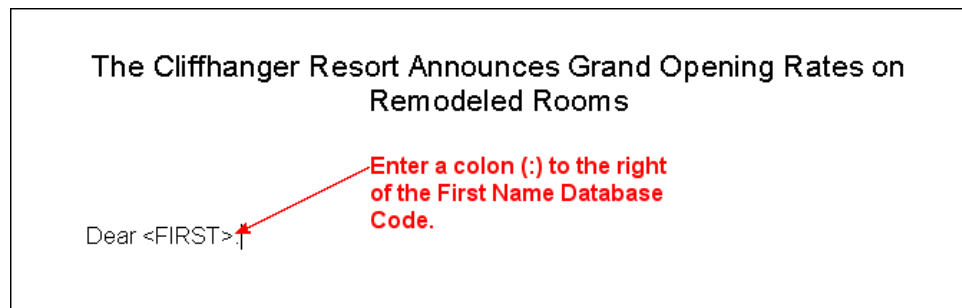 The Cliffhanger Resort Announces Grand Opening Rates on
Remodeled Rooms
Enter a colon (:) to the right
of the First Name Database
Code.
Dear <FIRST>: